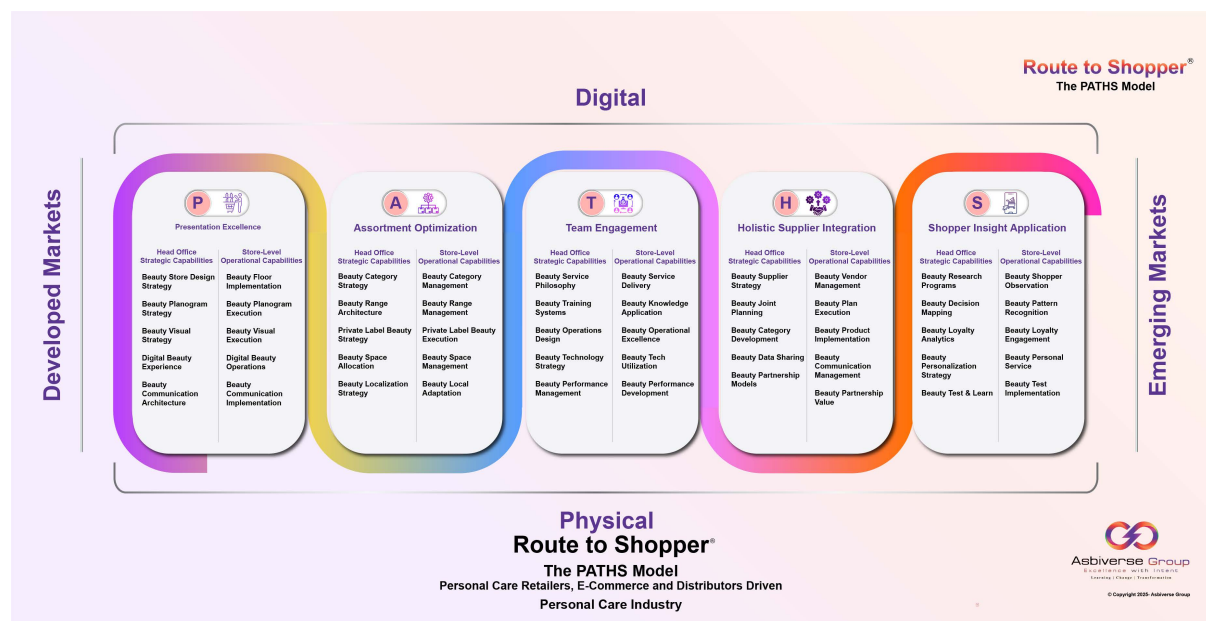 Route to Shopper®
The PATHS Model
Digital
Developed Markets
Emerging Markets
P
Presentation Excellence
Head Office
Strategic Capabilities
Beauty Store Design
Strategy
Beauty Planogram
Strategy
Beauty Visual
Strategy
Digital Beauty
Experience
Beauty
Communication
Architecture
Store-Level
Operational Capabilities
Beauty Floor
Implementation
Beauty Planogram
Execution
Beauty Visual
Execution
Digital Beauty
Operations
Beauty
Communication
Implementation
A
Assortment Optimization
Head Office
Strategic Capabilities
Beauty Category
Strategy
Beauty Range
Architecture
Private Label Beauty
Strategy
Beauty Space
Allocation
Beauty Localization
Strategy
Store-Level
Operational Capabilities
Beauty Category
Management
Beauty Range
Management
Private Label Beauty
Execution
Beauty Space
Management
Beauty Local
Adaptation
T
Team Engagement
Head Office
Strategic Capabilities
Beauty Service
Philosophy
Beauty Training
Systems
Beauty Operations
Design
Beauty Technology
Strategy
Beauty Performance
Management
Store-Level
Operational Capabilities
Beauty Service
Delivery
Beauty Knowledge
Application
Beauty Operational
Excellence
Beauty Tech
Utilization
Beauty Performance
Development
H
Holistic Supplier Integration
Head Office
Strategic Capabilities
Beauty Supplier
Strategy
Beauty Joint
Planning
Beauty Category
Development
Beauty Data Sharing
Beauty Partnership
Models
Store-Level
Operational Capabilities
Beauty Vendor
Management
Beauty Plan
Execution
Beauty Product
Implementation
Beauty
Communication
Management
Beauty Partnership
Value
S
Shopper Insight Application
Head Office
Strategic Capabilities
Beauty Research
Programs
Beauty Decision
Mapping
Beauty Loyalty
Analytics
Beauty
Personalization
Strategy
Beauty Test & Learn
Store-Level
Operational Capabilities
Beauty Shopper
Observation
Beauty Pattern
Recognition
Beauty Loyalty
Engagement
Beauty Personal
Service
Beauty Test
Implementation
Physical
Route to Shopper®
The PATHS Model
Personal Care Retailers, E-Commerce and Distributors Driven
Personal Care Industry
Asbiverse Group
Excellence with Intent
Learning | Change | Transformation
© Copyright 2025- Asbiverse Group